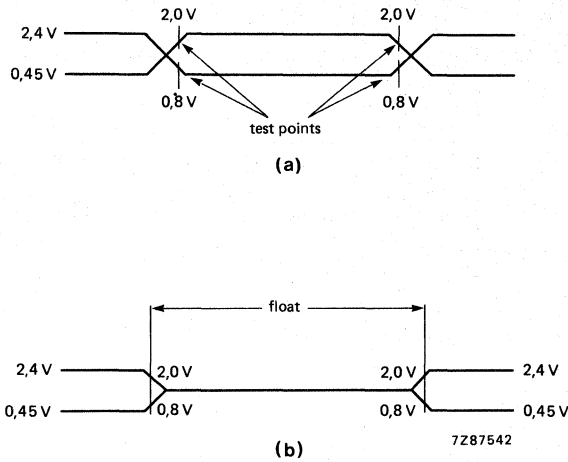 2,0 V 2,0 V
2,4 V
0,45 V
0,8 V 0,8 V
test points
(a)
float
2,4 V 2,0 V 2,0 V 2,4 V
0,45 V 0,8 V 0,8 V 0,45 V
7Z87542
(b)